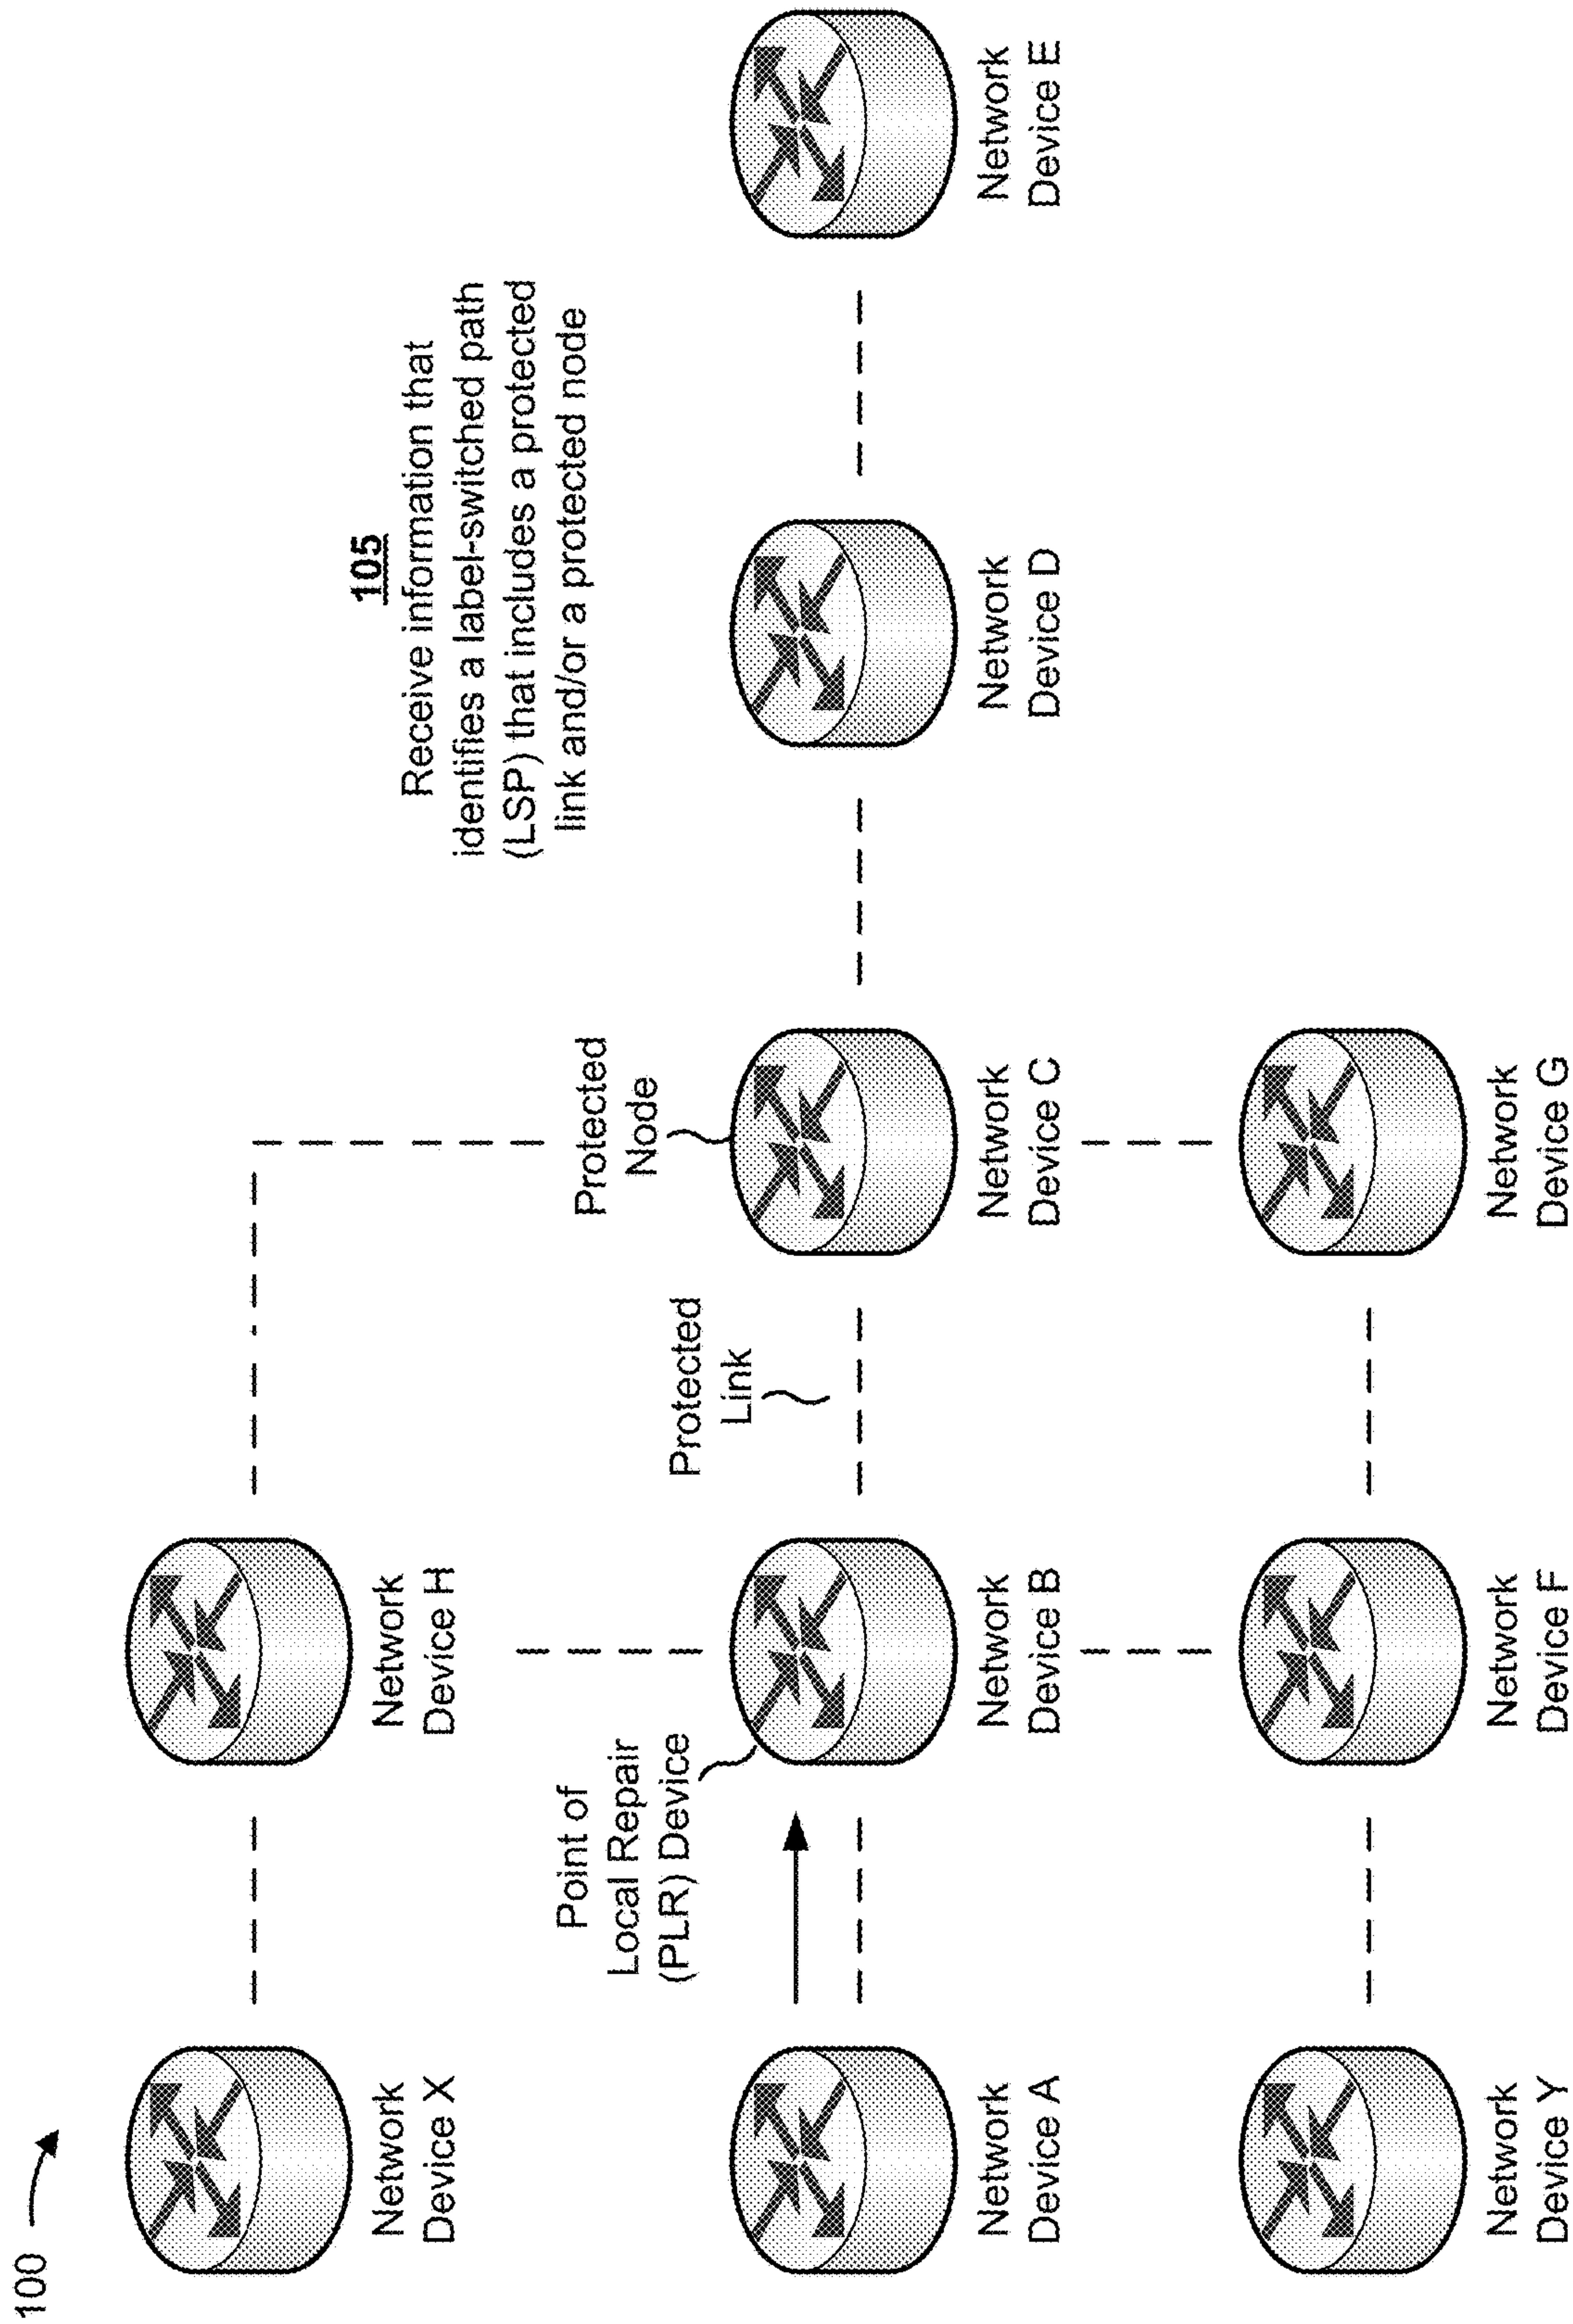 100
105
Receive information that
identifies a label-switched path
(LSP) that includes a protected
link and/or a protected node
Network
Device X
Network
Device H
Point of
Local Repair
(PLR) Device
Protected
Link
Protected
Node
Network
Device A
Network
Device B
Network
Device C
Network
Device D
Network
Device E
Network
Device Y
Network
Device F
Network
Device G